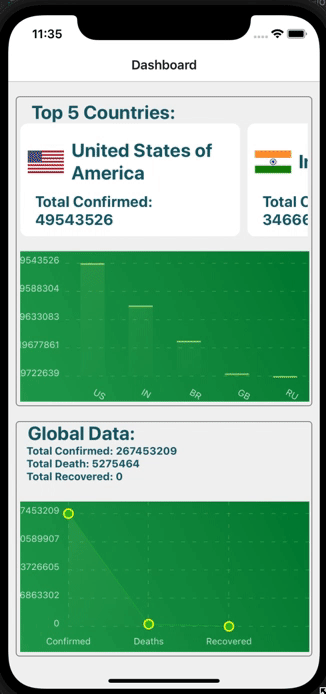 11:35
Dashboard
Top 5 Countries:
United States of
America
Total Confirmed:
49543526
Total C
34666
9543526
9588304
9633083
9677861
9722639
US
IN
BR
GB
RU
Global Data:
Total Confirmed: 267453209
Total Death: 5275464
Total Recovered: 0
7453209
0589907
3726605
6863302
0
Confirmed
Deaths
Recovered